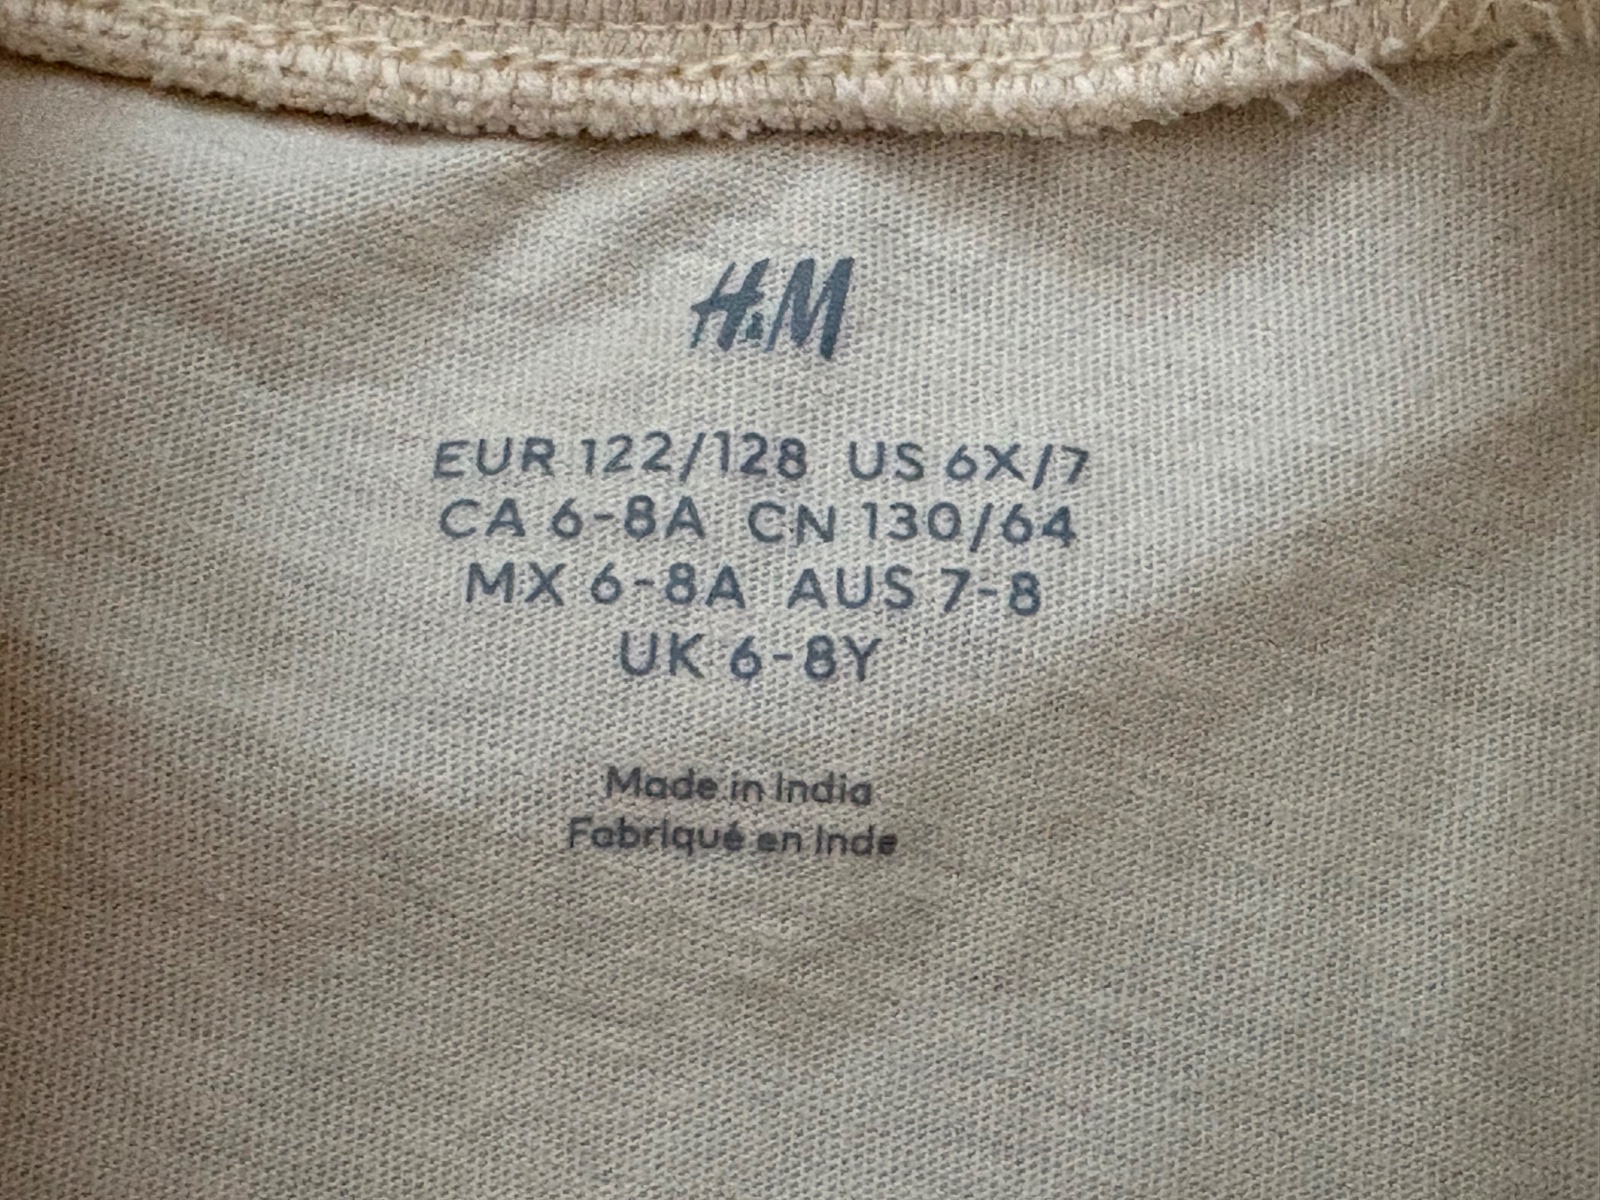 H&M
EUR 122/128 US 6X/7
CA 6-8A CN 130/64
MX 6-8A AUS 7-8
UK 6-8Y
Made in India
Fabriqué en Inde